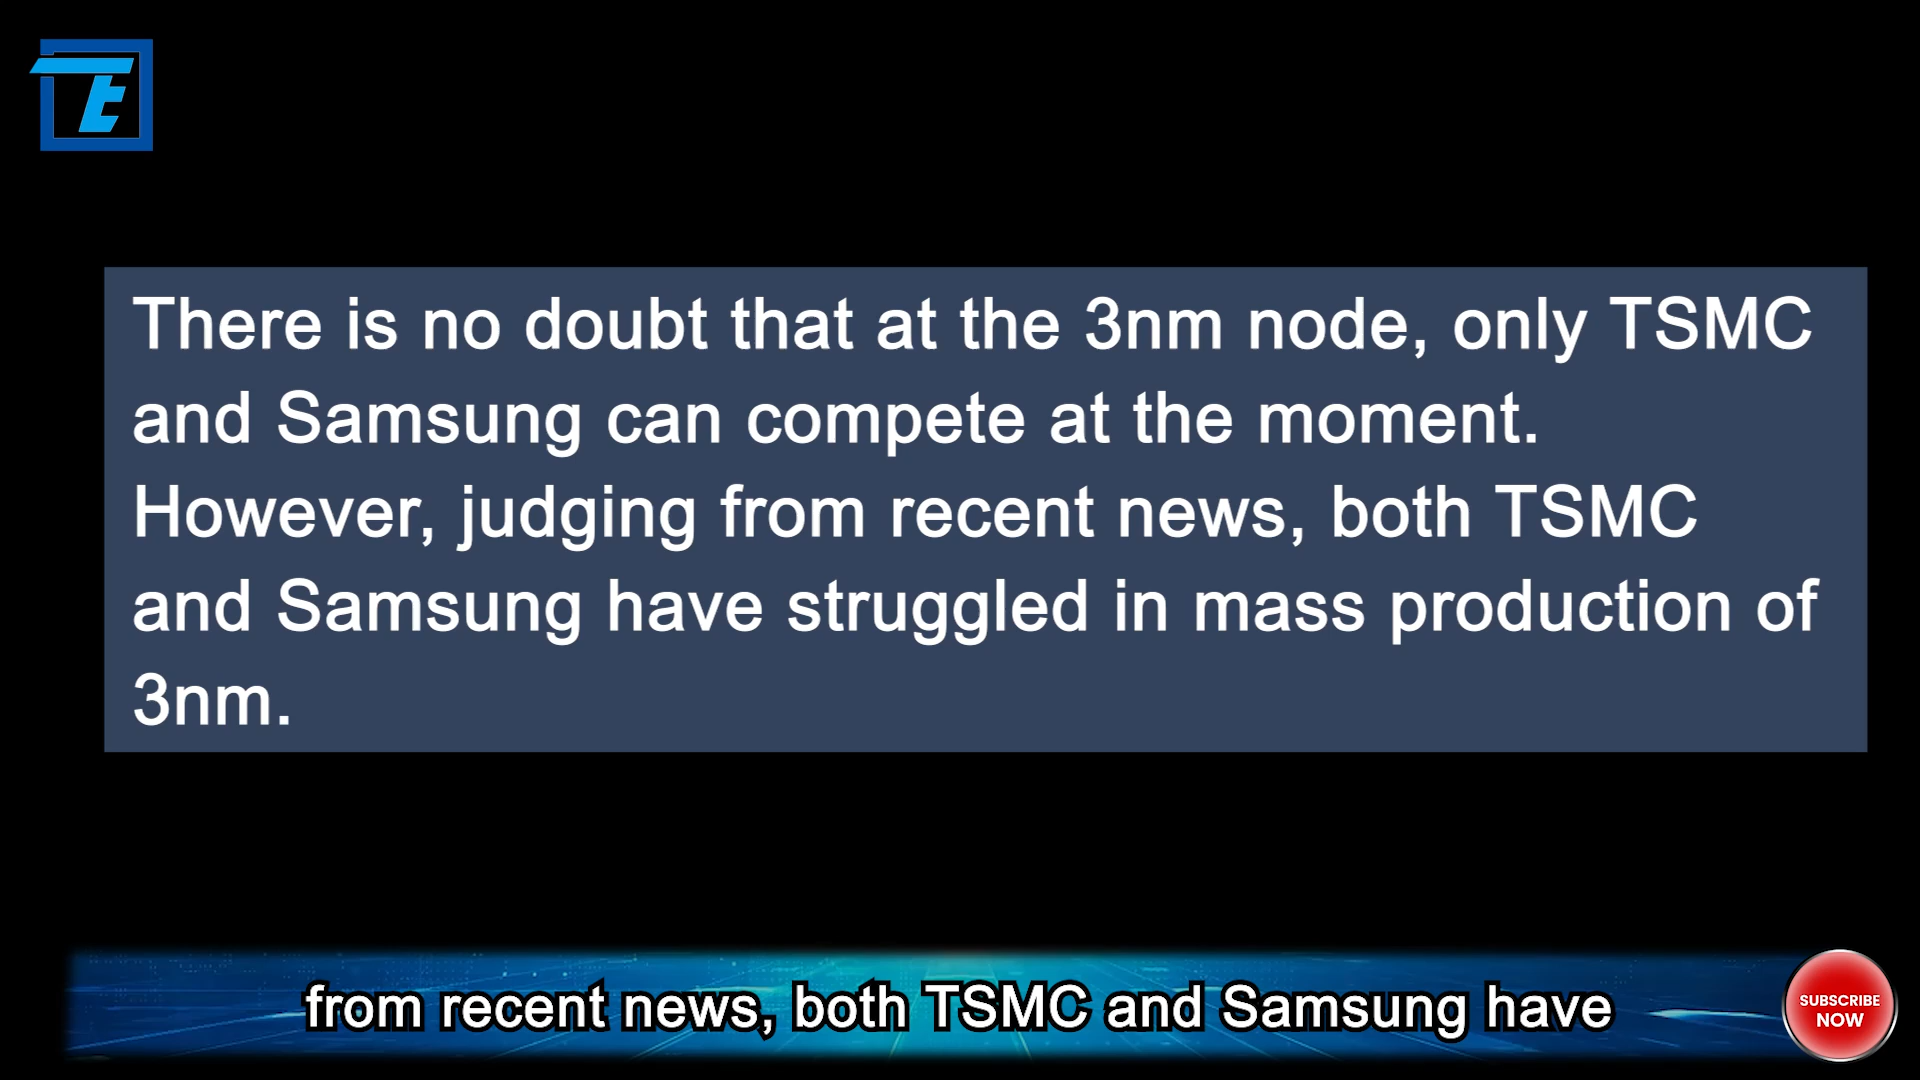 TE
There is no doubt that at the 3nm node, only TSMC
and Samsung can compete at the moment.
However, judging from recent news, both TSMC
and Samsung have struggled in mass production of
3nm.
from recent news, both TSMC and Samsung have
SUBSCRIBE
NOW